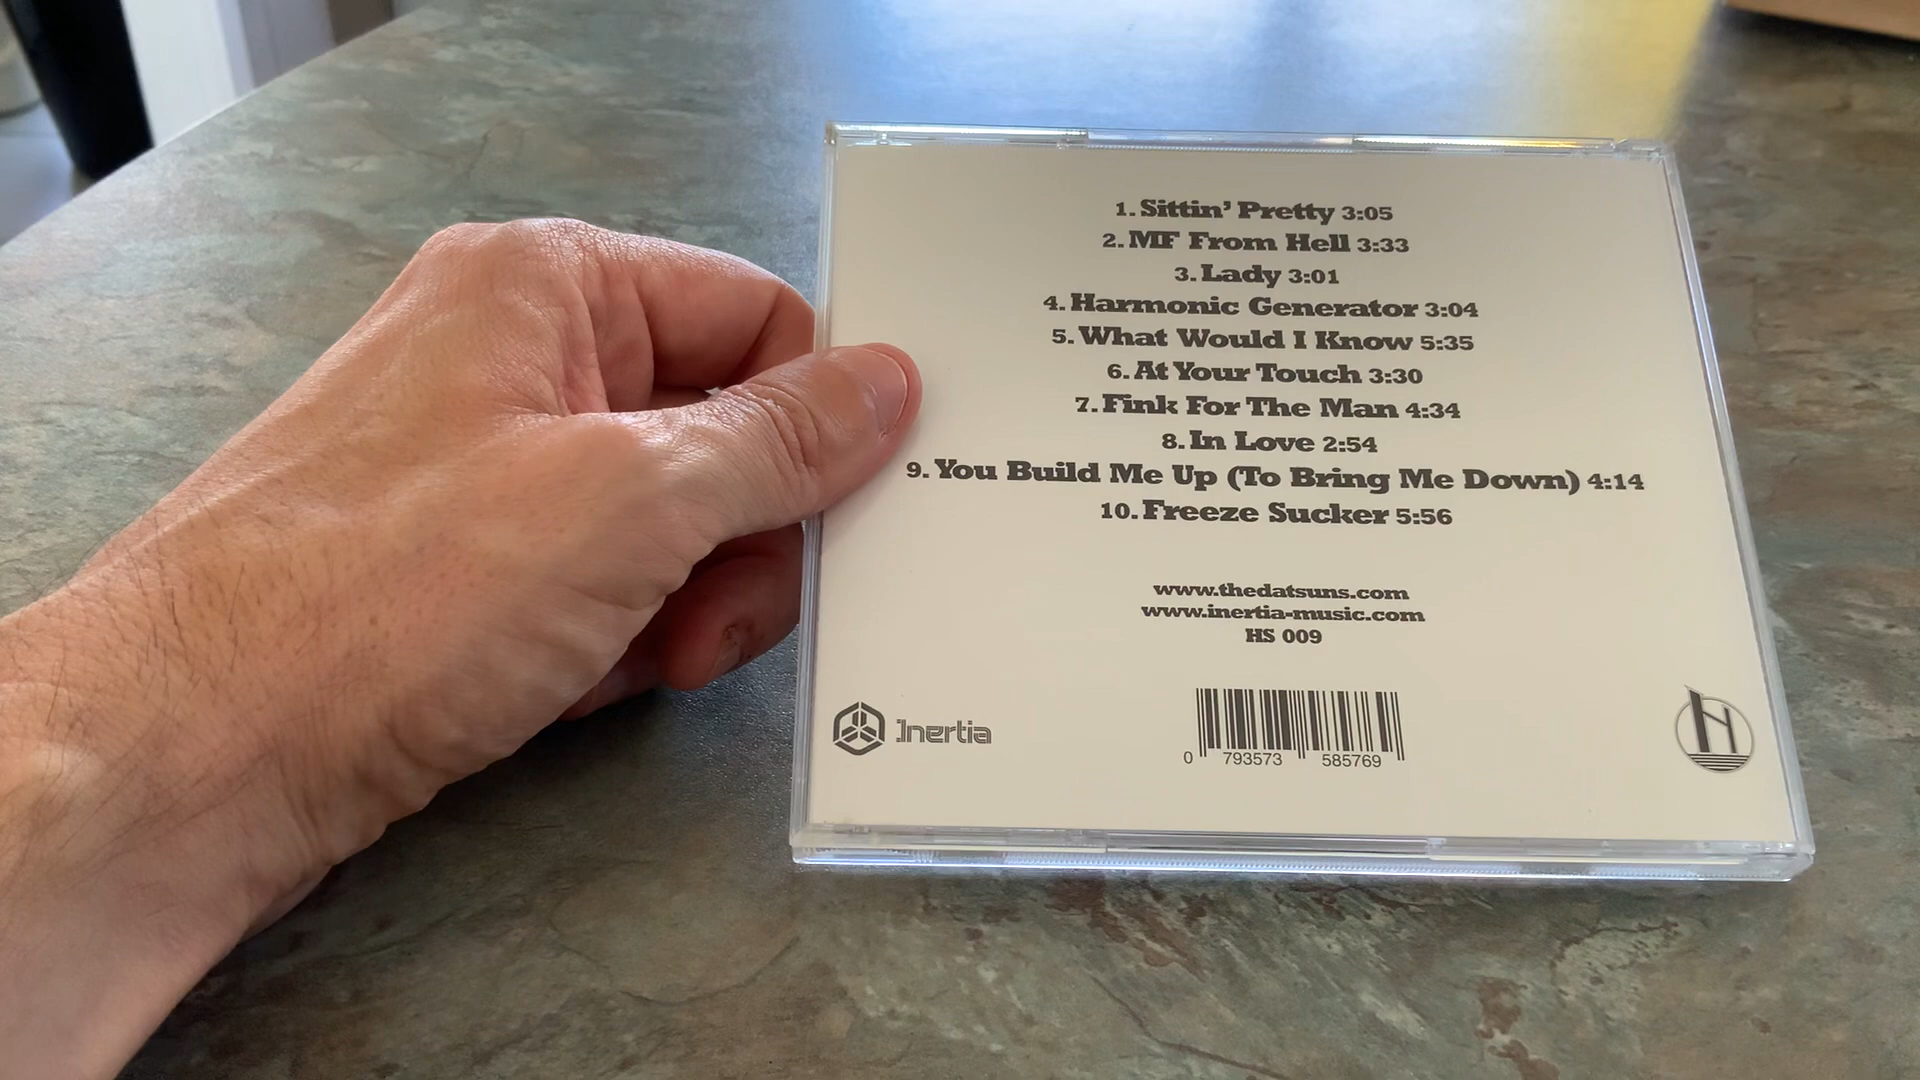 1. Sittin' Pretty 3:05
2. MF From Hell 3:33
3. Lady 3:01
4. Harmonic Generator 3:04
5. What Would I Know 5:35
6. At Your Touch 3:30
7. Fink For The Man 4:34
8. In Love 2:54
9. You Build Me Up (To Bring Me Down) 4:14
10. Freeze Sucker 5:56
www.thedatsuns.com
www.inertia-music.com
HS 009
Inertia
0 793573 585769
H